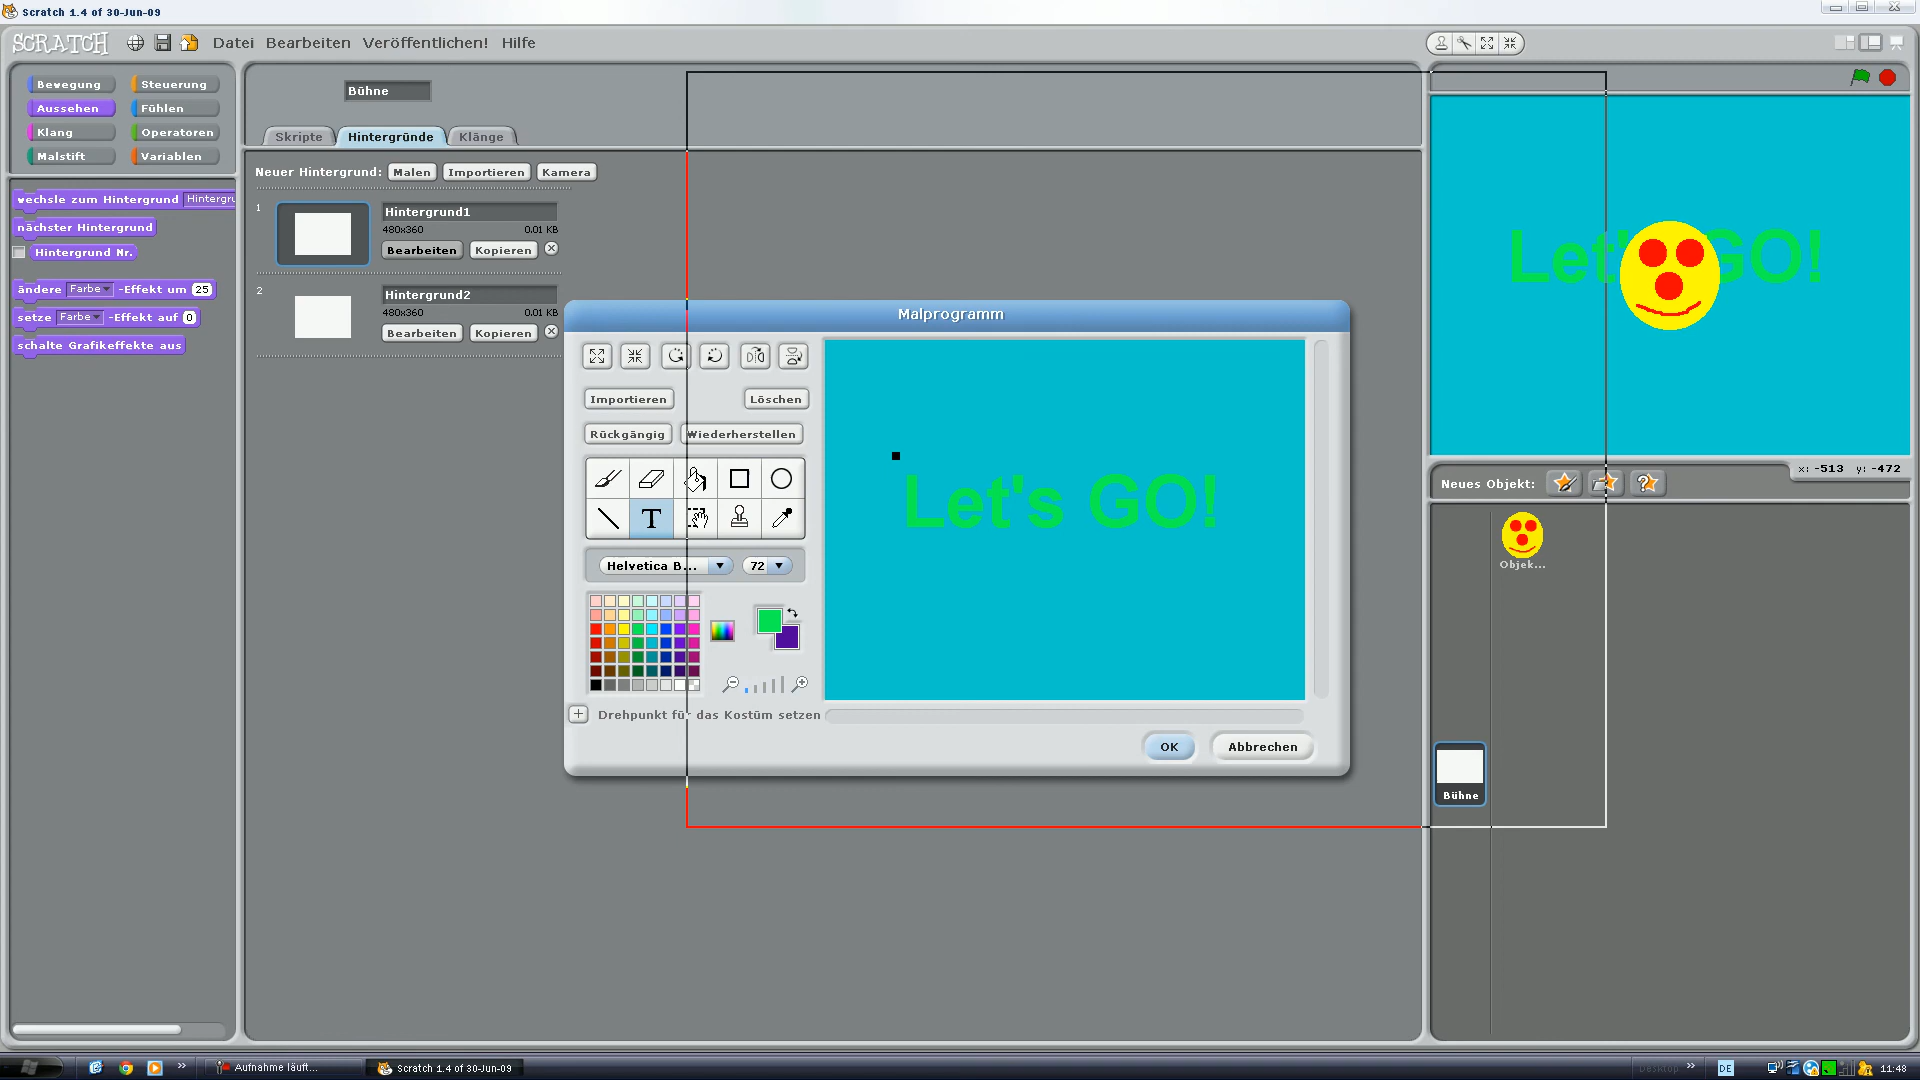 Scratch 1.4 of 30-Jun-09
SCRATCH Datei Bearbeiten Veröffentlichen! Hilfe
Bewegung Steuerung
Aussehen Fühlen
Klang Operatoren
Malstift Variablen
wechsle zum Hintergrund Hintergru
nächster Hintergrund
Hintergrund Nr.
ändere Farbe -Effekt um 25
setze Farbe -Effekt auf 0
schalte Grafikeffekte aus
Bühne
Skripte Hintergründe Klänge
Neuer Hintergrund: Malen Importieren Kamera
1 Hintergrund1
480x360 0.01 KB
Bearbeiten Kopieren
2 Hintergrund2
480x360 0.01 KB
Bearbeiten Kopieren
Malprogramm
Importieren Löschen
Rückgängig Wiederherstellen
T
Helvetica B... 72
Drehpunkt für das Kostüm setzen
Let's GO!
OK Abbrechen
Let's GO!
x: -513 y: -472
Neues Objekt:
Objek...
Bühne
Aufnahme läuft... Scratch 1.4 of 30-Jun-09 Desktop DE 11:48